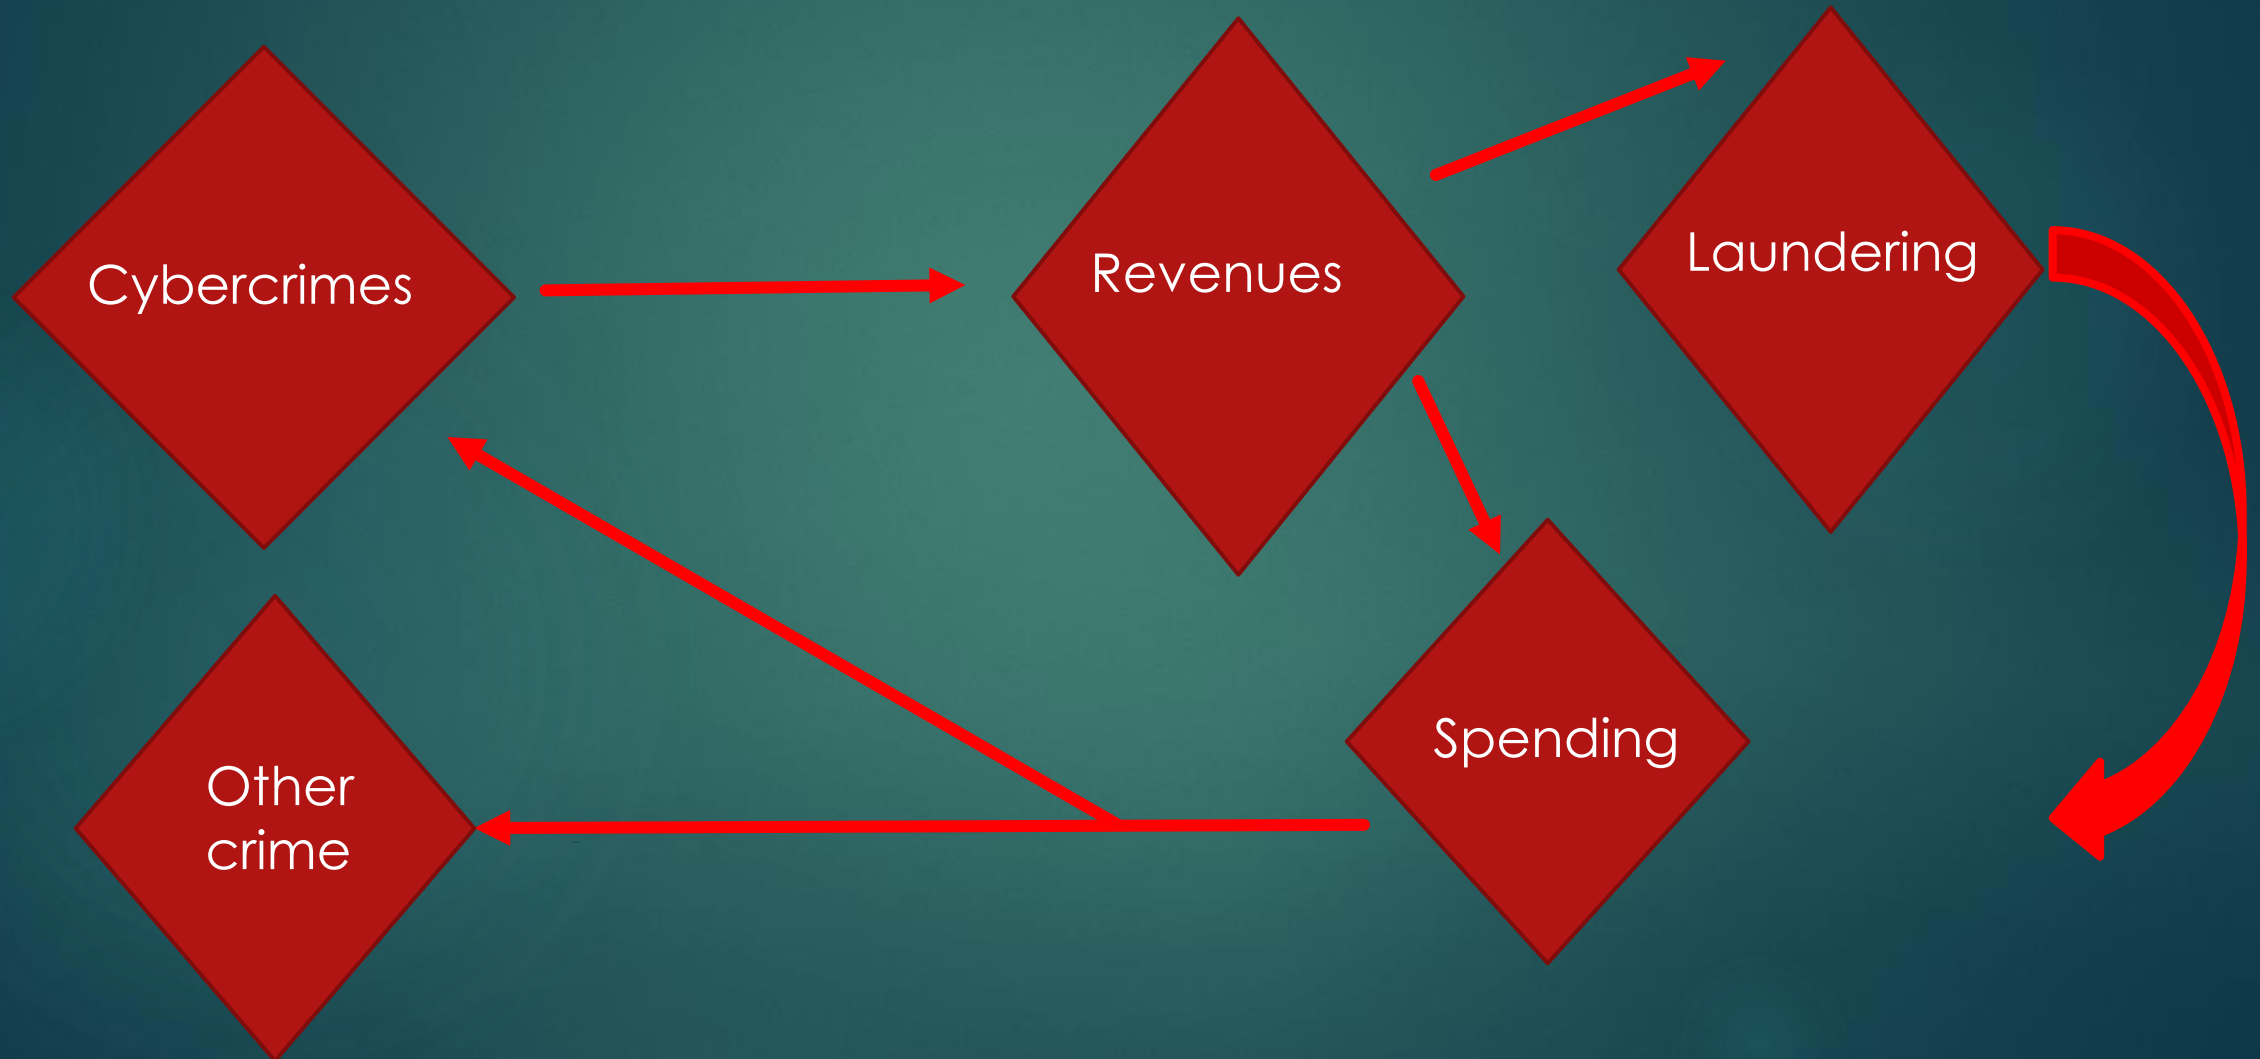 Cybercrimes
Revenues
Laundering
Spending
Other
crime